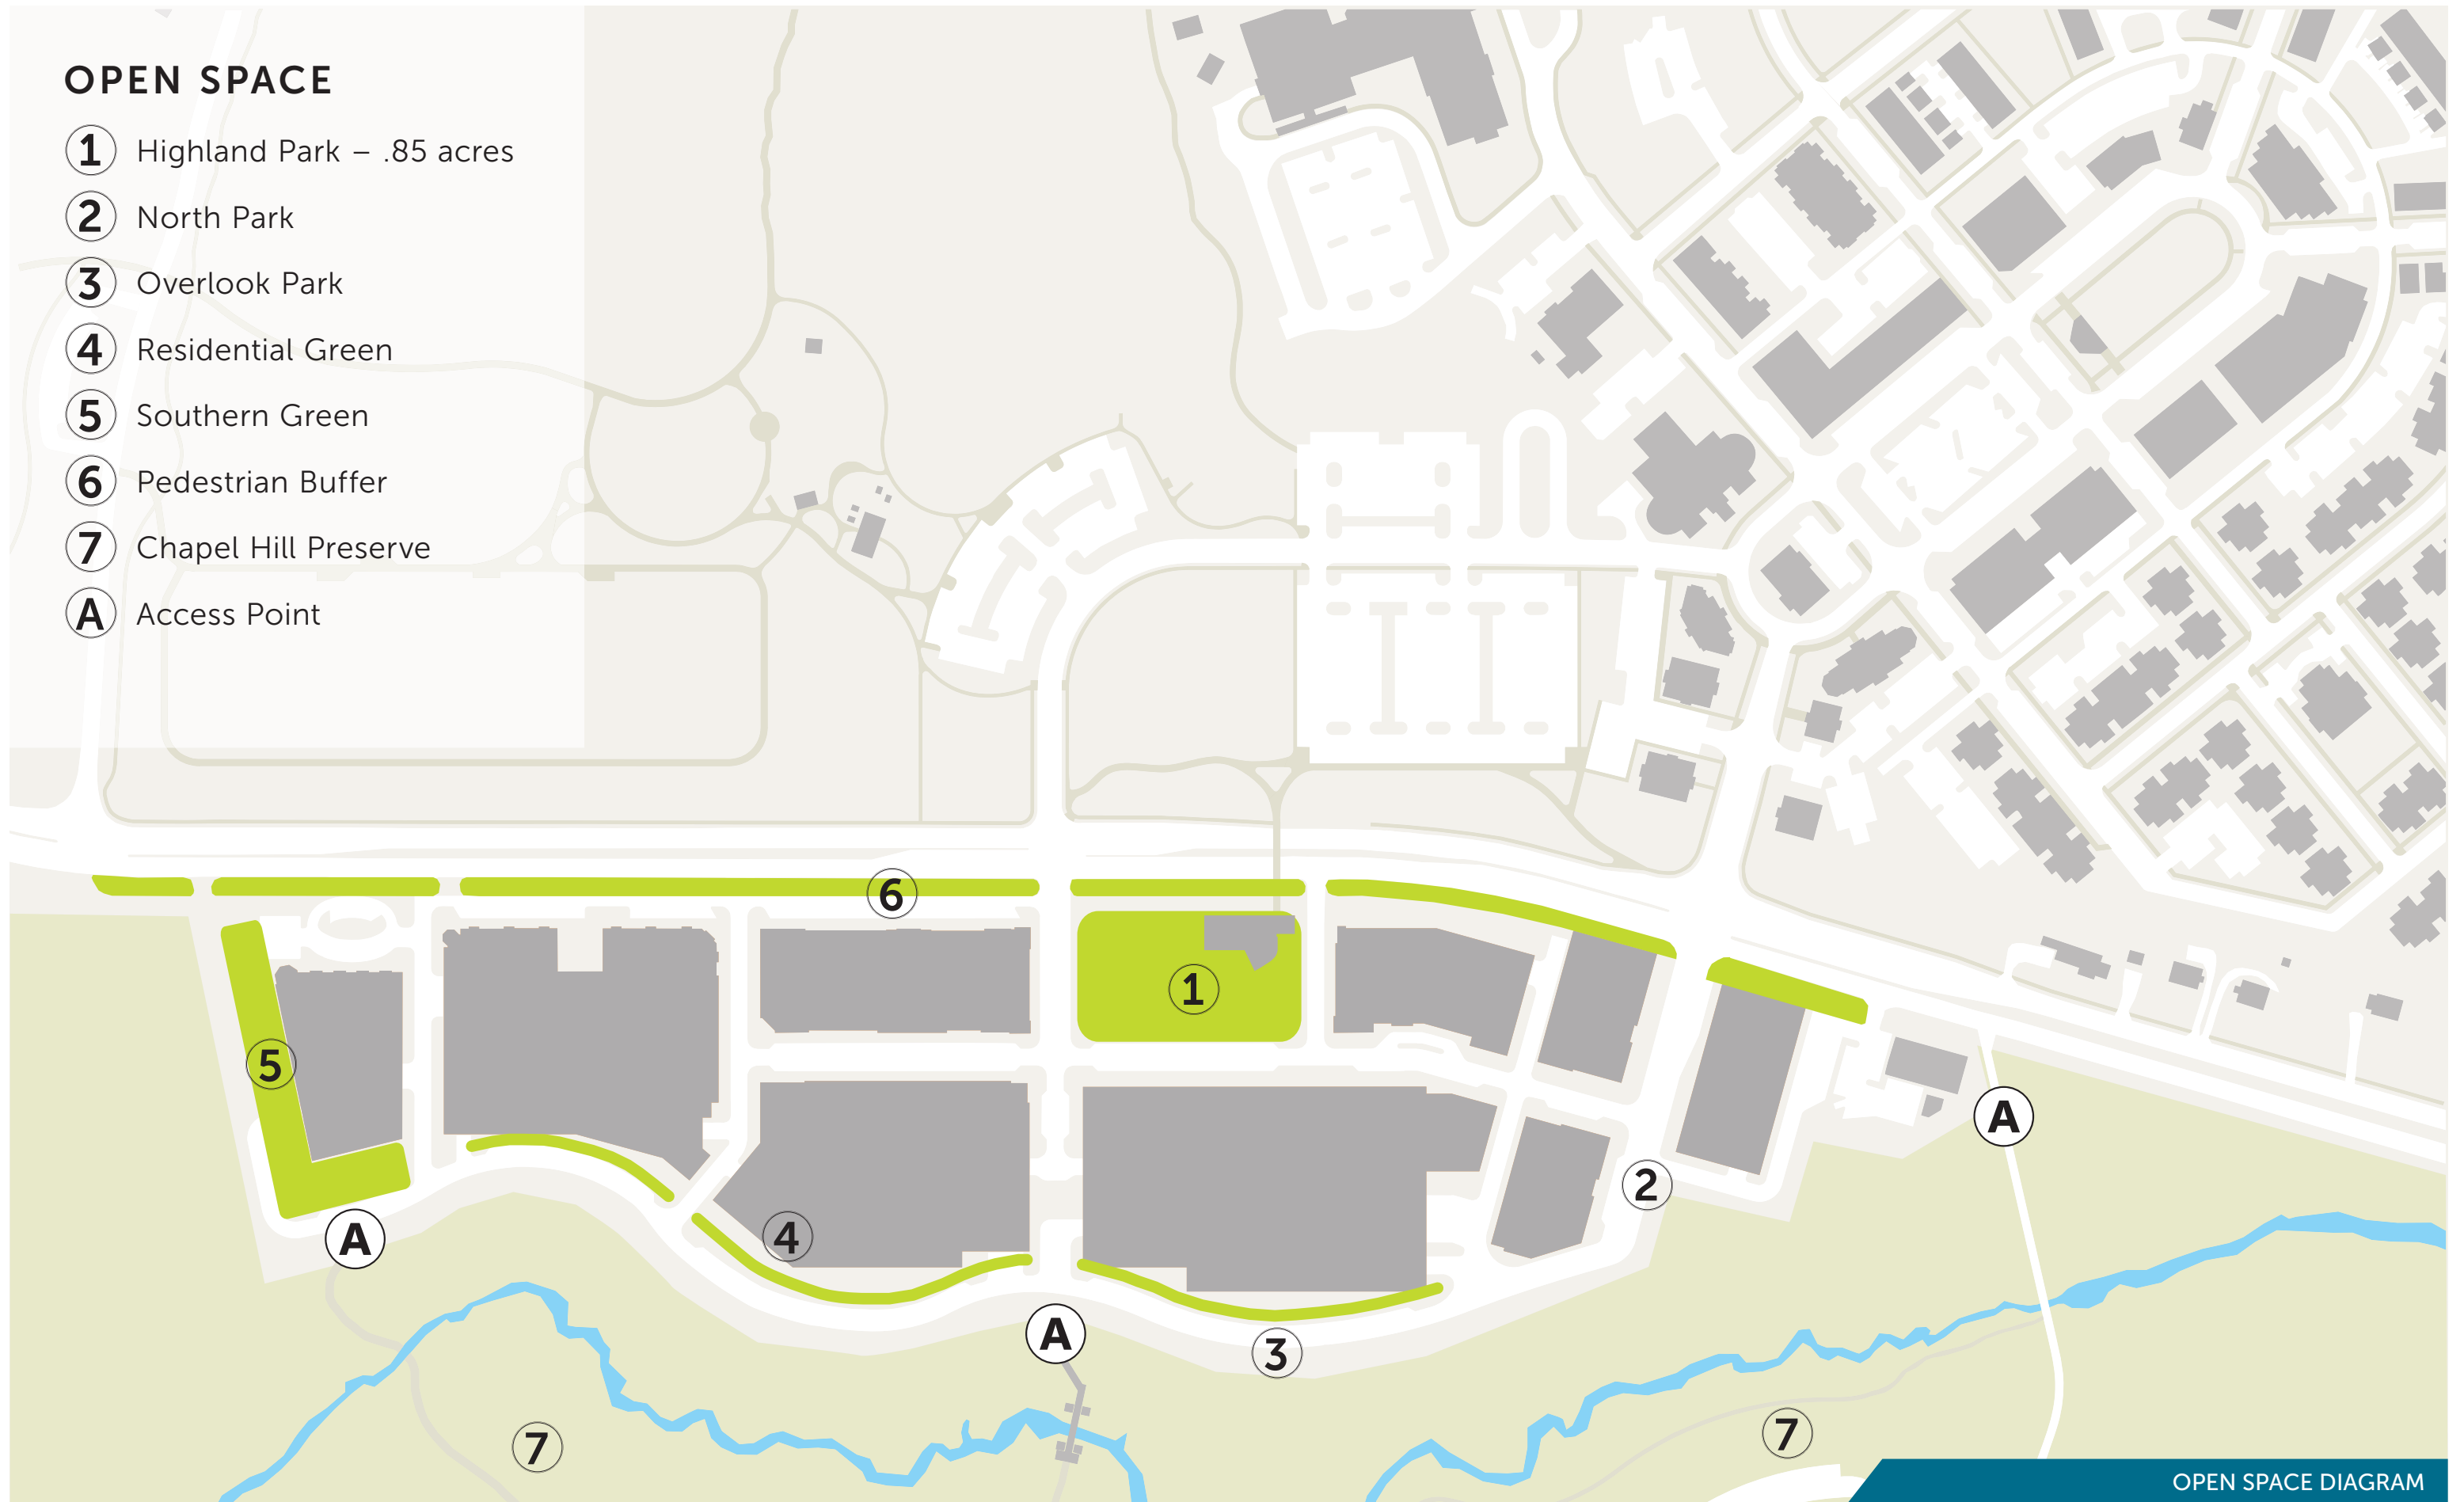 OPEN SPACE
1 Highland Park – .85 acres
2 North Park
3 Overlook Park
4 Residential Green
5 Southern Green
6 Pedestrian Buffer
7 Chapel Hill Preserve
A Access Point
6
1
5
A
2
4
A
A
3
7
7
OPEN SPACE DIAGRAM